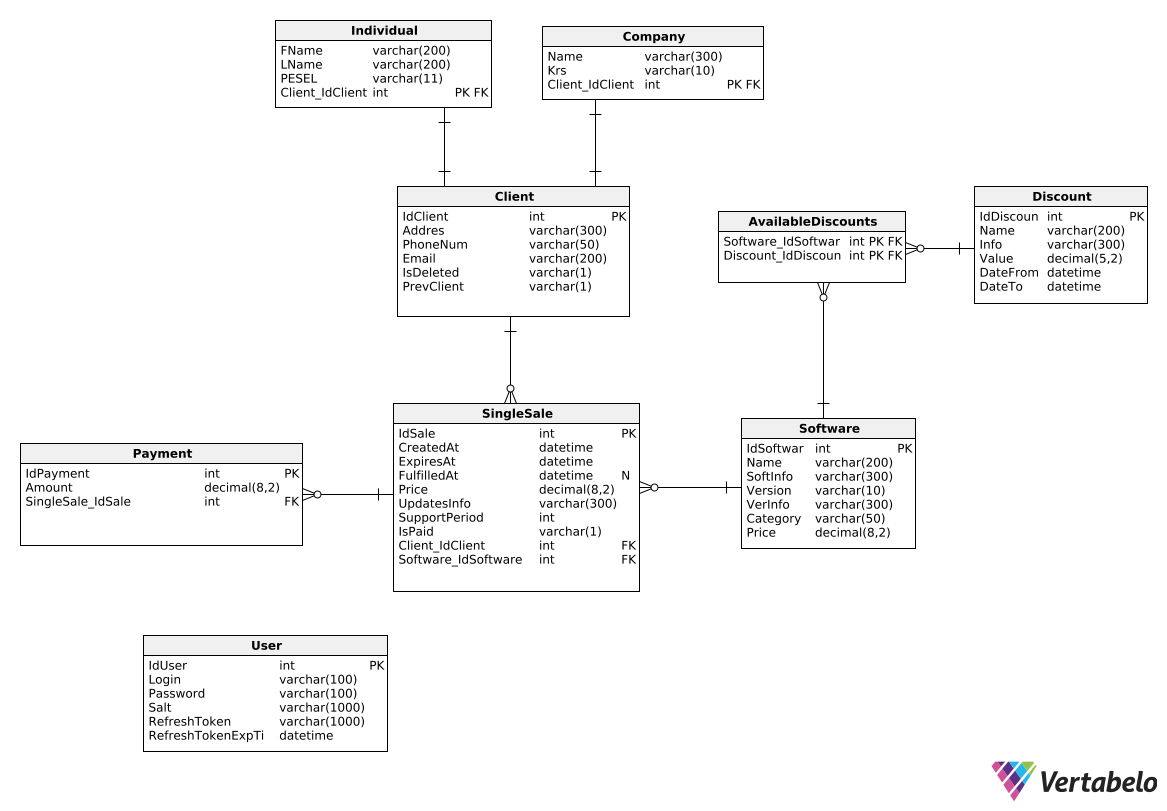 Individual
FName varchar(200)
LName varchar(200)
PESEL varchar(11)
Client_IdClient int PK FK
Company
Name varchar(300)
Krs varchar(10)
Client_IdClient int PK FK
Client
IdClient int PK
Addres varchar(300)
PhoneNum varchar(50)
Email varchar(200)
IsDeleted varchar(1)
PrevClient varchar(1)
AvailableDiscounts
Software_IdSoftwar int PK FK
Discount_IdDiscoun int PK FK
Discount
IdDiscoun int PK
Name varchar(200)
Info varchar(300)
Value decimal(5,2)
DateFrom datetime
DateTo datetime
Payment
IdPayment int PK
Amount decimal(8,2)
SingleSale_IdSale int FK
SingleSale
IdSale int PK
CreatedAt datetime
ExpiresAt datetime
FulfilledAt datetime N
Price decimal(8,2)
UpdatesInfo varchar(300)
SupportPeriod int
IsPaid varchar(1)
Client_IdClient int FK
Software_IdSoftware int FK
Software
IdSoftwar int PK
Name varchar(200)
SoftInfo varchar(300)
Version varchar(10)
VerInfo varchar(300)
Category varchar(50)
Price decimal(8,2)
User
IdUser int PK
Login varchar(100)
Password varchar(100)
Salt varchar(1000)
RefreshToken varchar(1000)
RefreshTokenExpTi datetime
Vertabelo